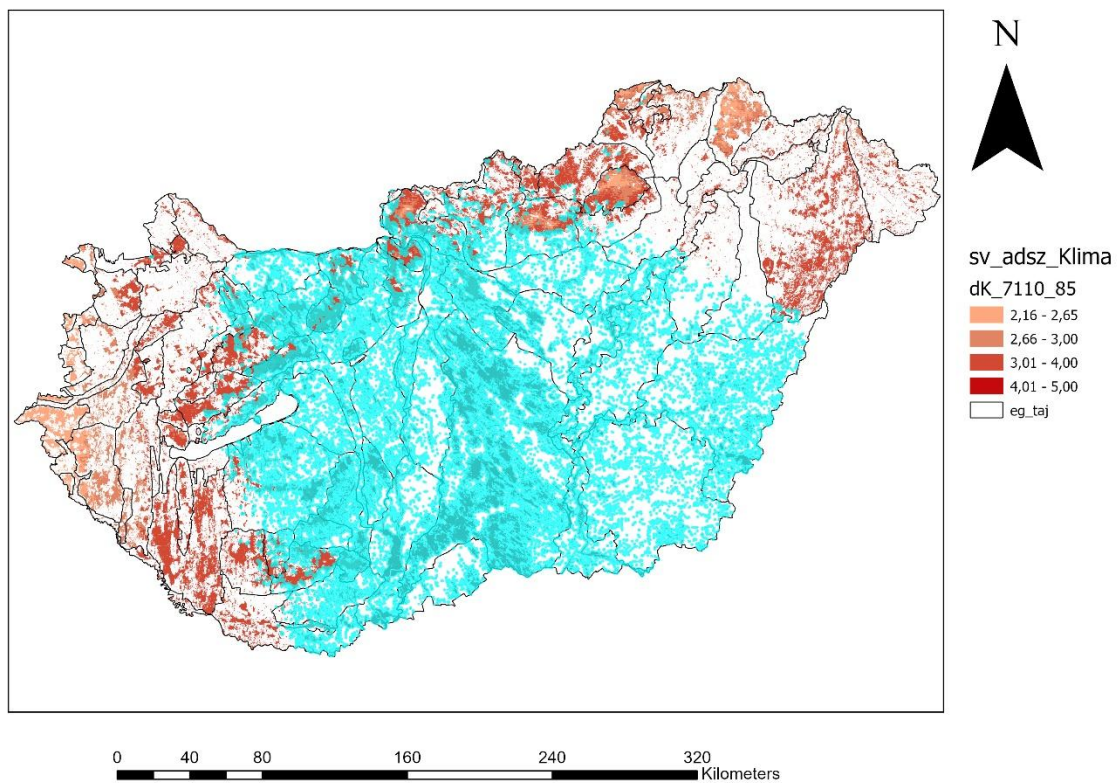 N
sv_adsz_Klima
dK_7110_85
2,16 - 2,65
2,66 - 3,00
3,01 - 4,00
4,01 - 5,00
eg_taj
0 40 80 160 240 320
Kilometers